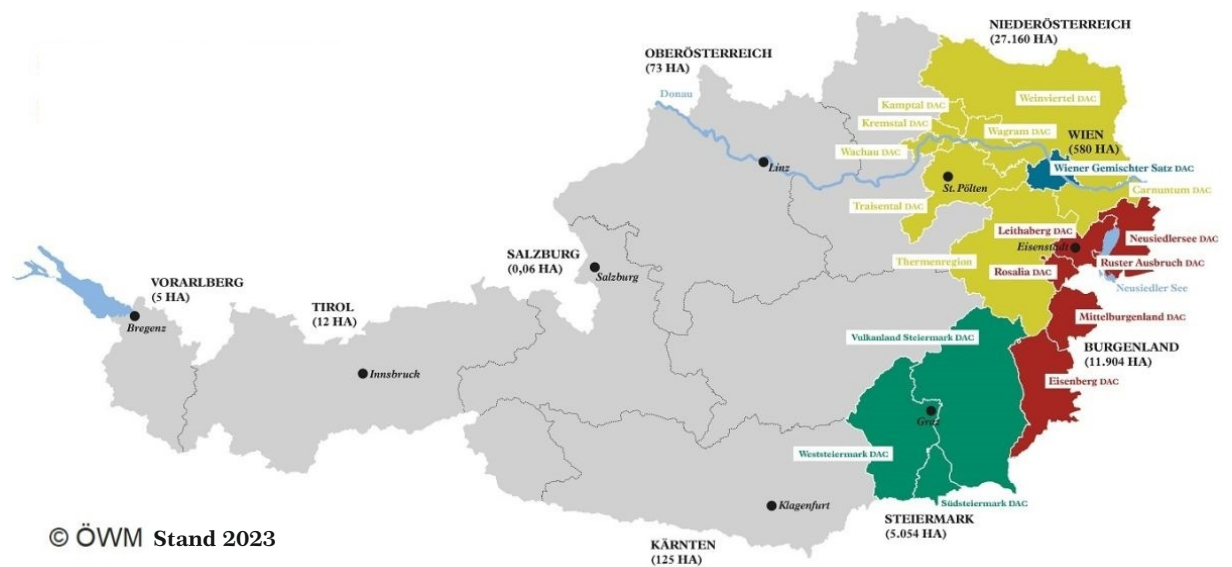 NIEDERÖSTERREICH
(27.160 HA)
OBERÖSTERREICH
(73 HA)
Donau
Kamptal DAC
Weinviertel DAC
Kremstal DAC
Wagram DAC
WIEN
(580 HA)
Wachau DAC
Linz
Wiener Gemischter Satz DAC
St. Pölten
Carnuntum DAC
Traisental DAC
Leithaberg DAC
Neusiedlersee DAC
Eisenstadt
SALZBURG
(0,06 HA)
Thermenregion
Ruster Ausbruch DAC
Rosalia DAC
Salzburg
Neusiedler See
VORARLBERG
(5 HA)
Bregenz
TIROL
(12 HA)
Mittelburgenland DAC
Vulkanland Steiermark DAC
BURGENLAND
(11.904 HA)
Innsbruck
Eisenberg DAC
Graz
Weststeiermark DAC
Klagenfurt
Südsteiermark DAC
STEIERMARK
(5.054 HA)
KÄRNTEN
(125 HA)
© ÖWM Stand 2023